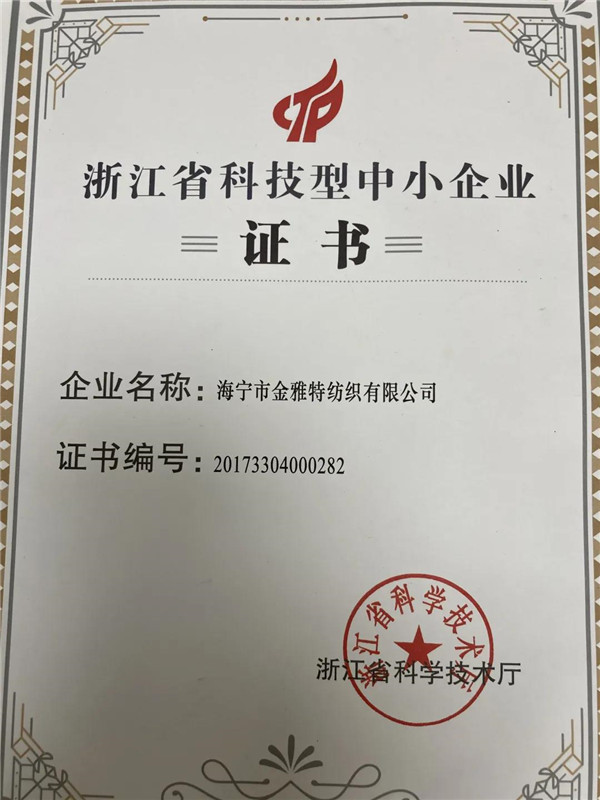 CTP
浙江省科技型中小企业
证书
企业名称：海宁市金雅特纺织有限公司
证书编号：20173304000282
浙江省科学技术厅
浙江省科学技术厅